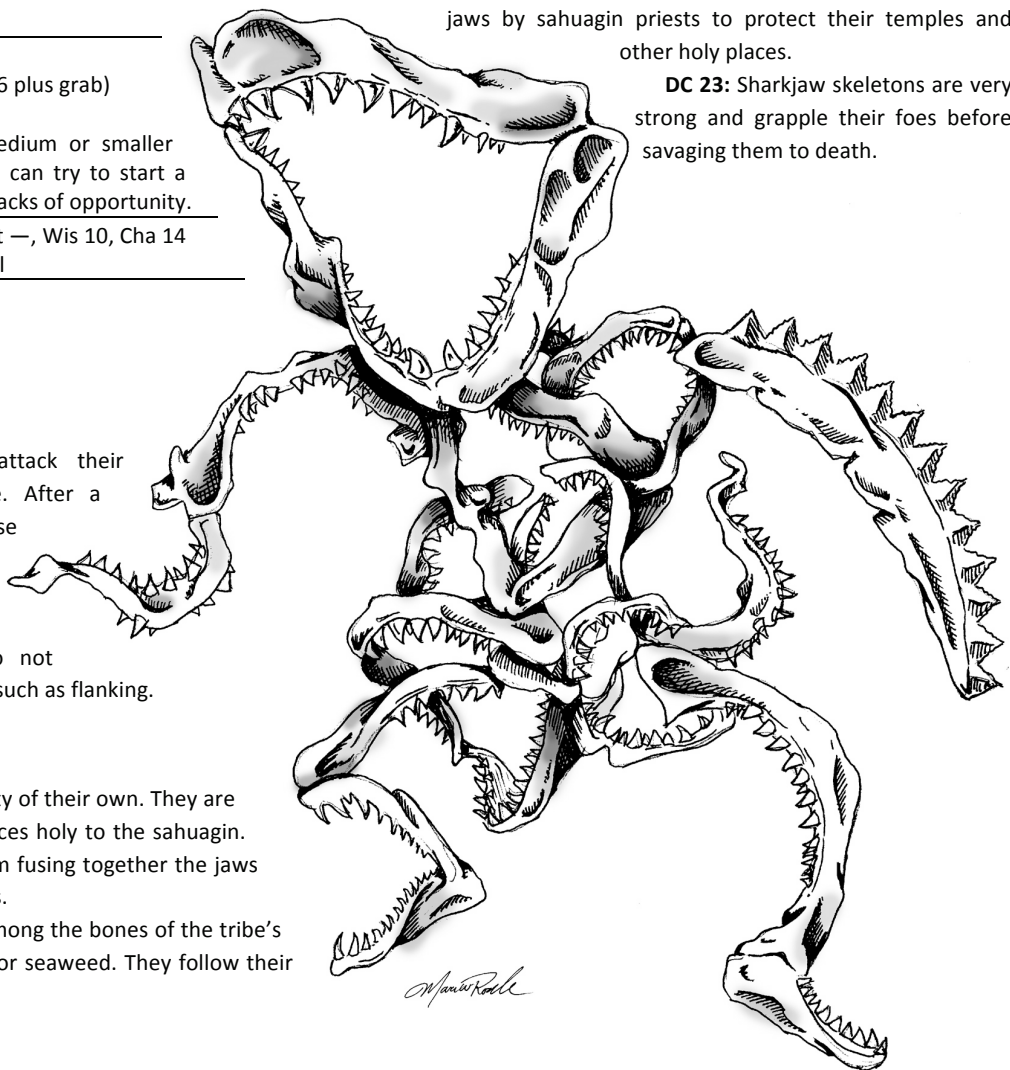 6 plus grab)
edium or smaller
can try to start a
acks of opportunity.
t —, Wis 10, Cha 14
l
attack their
e. After a
se
o not
such as flanking.
ty of their own. They are
ces holy to the sahuagin.
n fusing together the jaws
s.
mong the bones of the tribe’s
or seaweed. They follow their
jaws by sahuagin priests to protect their temples and
other holy places.
DC 23: Sharkjaw skeletons are very
strong and grapple their foes before
savaging them to death.